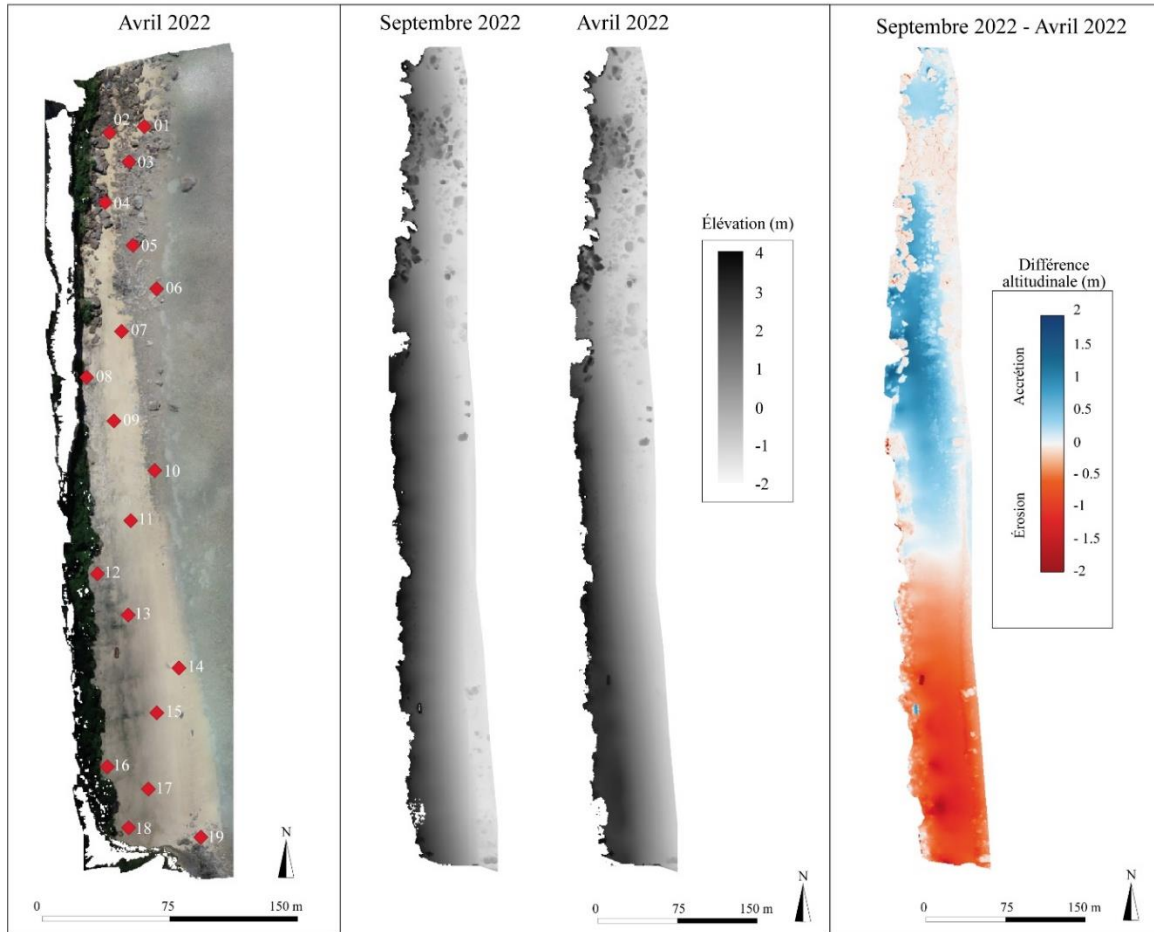 Avril 2022
02
01
03
04
05
06
07
08
09
10
11
12
13
14
15
16
17
18
19
N
0
75
150 m
Septembre 2022
Avril 2022
Élévation (m)
4
3
2
1
0
-1
-2
N
0
75
150 m
Septembre 2022 - Avril 2022
Différence
altitudinale (m)
2
1.5
1
0.5
0
- 0.5
- 1
- 1.5
-2
Accrétion
Érosion
N
0
75
150 m